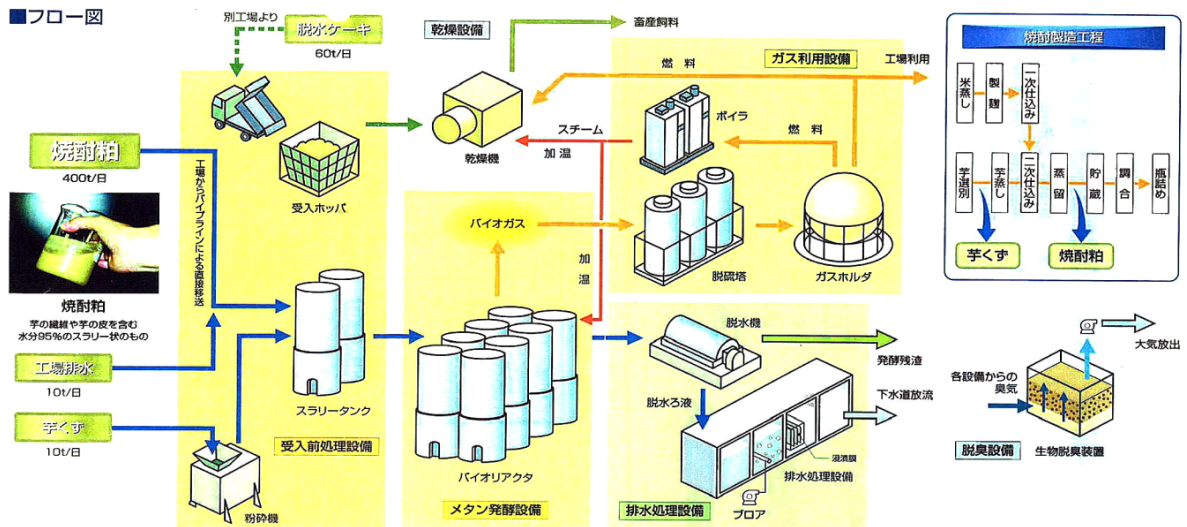 ■フロー図
別工場より
脱水ケーキ
60t/日
乾燥設備
畜産飼料
燃料
ガス利用設備
工場利用
焼酎粕
400t/日
工場からパイプラインによる直接移送
受入ホッパ
乾燥機
スチーム
加温
ボイラ
燃料
バイオガス
加温
脱硫塔
ガスホルダ
焼酎粕
芋の繊維や芋の皮を含む
水分95%のスラリー状のもの
工場排水
10t/日
芋くず
10t/日
粉砕機
スラリータンク
受入前処理設備
バイオリアクタ
メタン発酵設備
脱水機
発酵残渣
脱水ろ液
下水道放流
浸漬膜
排水処理設備
ブロア
排水処理設備
焼酎製造工程
米蒸し
製麹
一次仕込み
芋選別
芋蒸し
二次仕込み
蒸留
貯蔵
調合
瓶詰め
芋くず
焼酎粕
大気放出
各設備からの
臭気
脱臭設備
生物脱臭装置